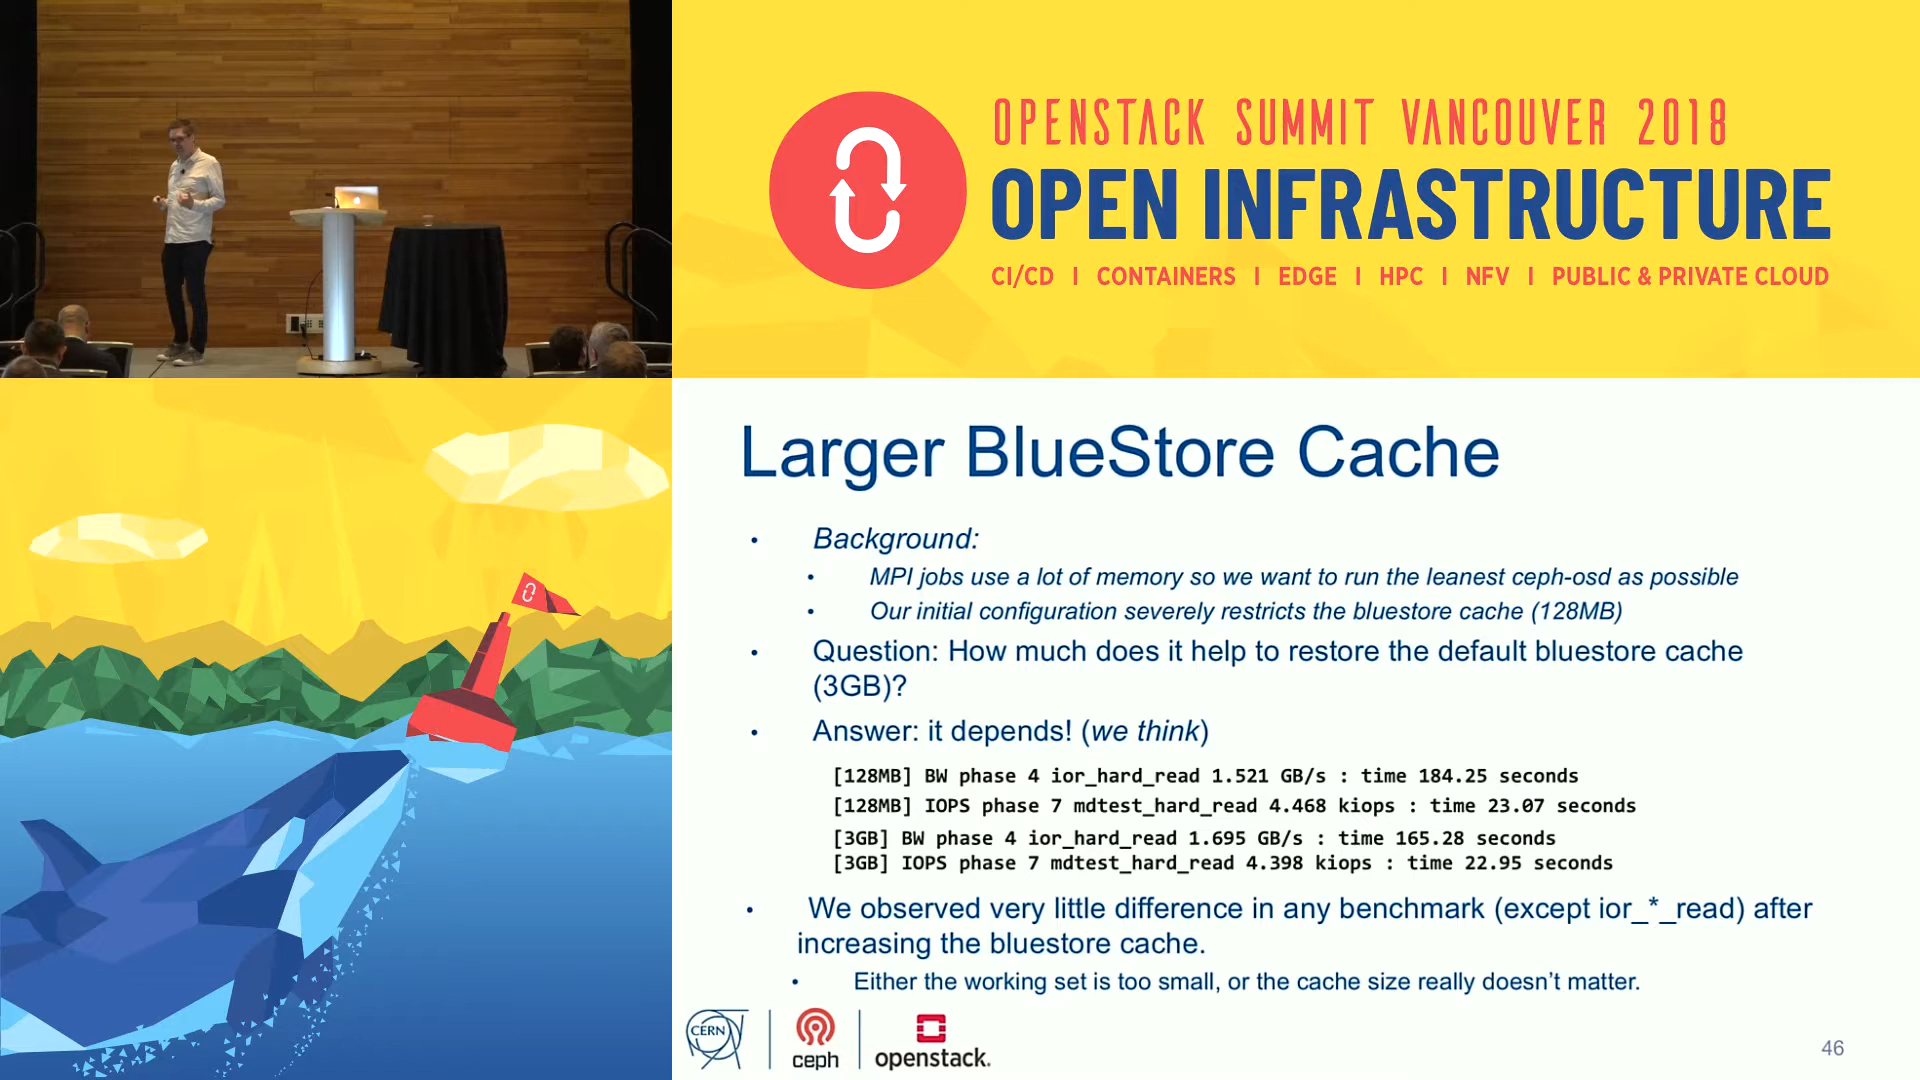 OPENSTACK SUMMIT VANCOUVER 2018
OPEN INFRASTRUCTURE
CI/CD I CONTAINERS I EDGE I HPC I NFV I PUBLIC & PRIVATE CLOUD
Larger BlueStore Cache
• Background:
• MPI jobs use a lot of memory so we want to run the leanest ceph-osd as possible
• Our initial configuration severely restricts the bluestore cache (128MB)
• Question: How much does it help to restore the default bluestore cache
(3GB)?
• Answer: it depends! (we think)
[128MB] BW phase 4 ior_hard_read 1.521 GB/s : time 184.25 seconds
[128MB] IOPS phase 7 mdtest_hard_read 4.468 kiops : time 23.07 seconds
[3GB] BW phase 4 ior_hard_read 1.695 GB/s : time 165.28 seconds
[3GB] IOPS phase 7 mdtest_hard_read 4.398 kiops : time 22.95 seconds
• We observed very little difference in any benchmark (except ior_*_read) after
increasing the bluestore cache.
• Either the working set is too small, or the cache size really doesn’t matter.
CERN
ceph
openstack.
46